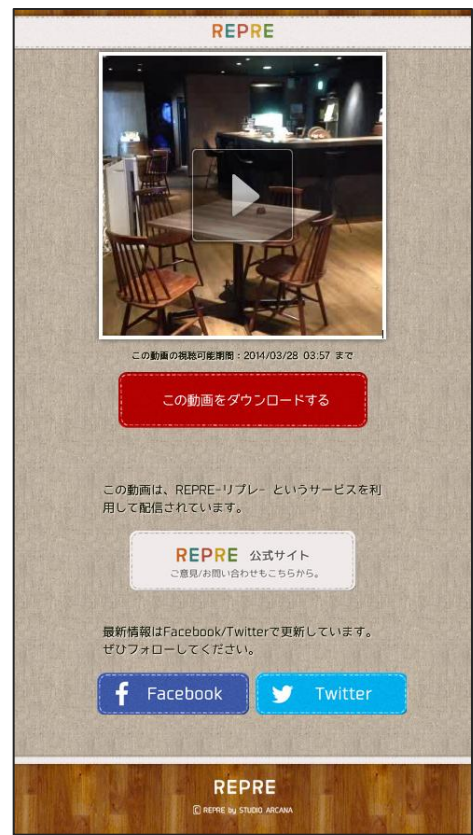 REPRE
この動画の視聴可能期間：2014/03/28 03:57 まで
この動画をダウンロードする
この動画は、REPRE-リプレ- というサービスを利
用して配信されています。
REPRE 公式サイト
ご意見/お問い合わせもこちらから。
最新情報はFacebook/Twitterで更新しています。
ぜひフォローしてください。
Facebook
Twitter
REPRE
© REPRE by STUDIO ARCANA